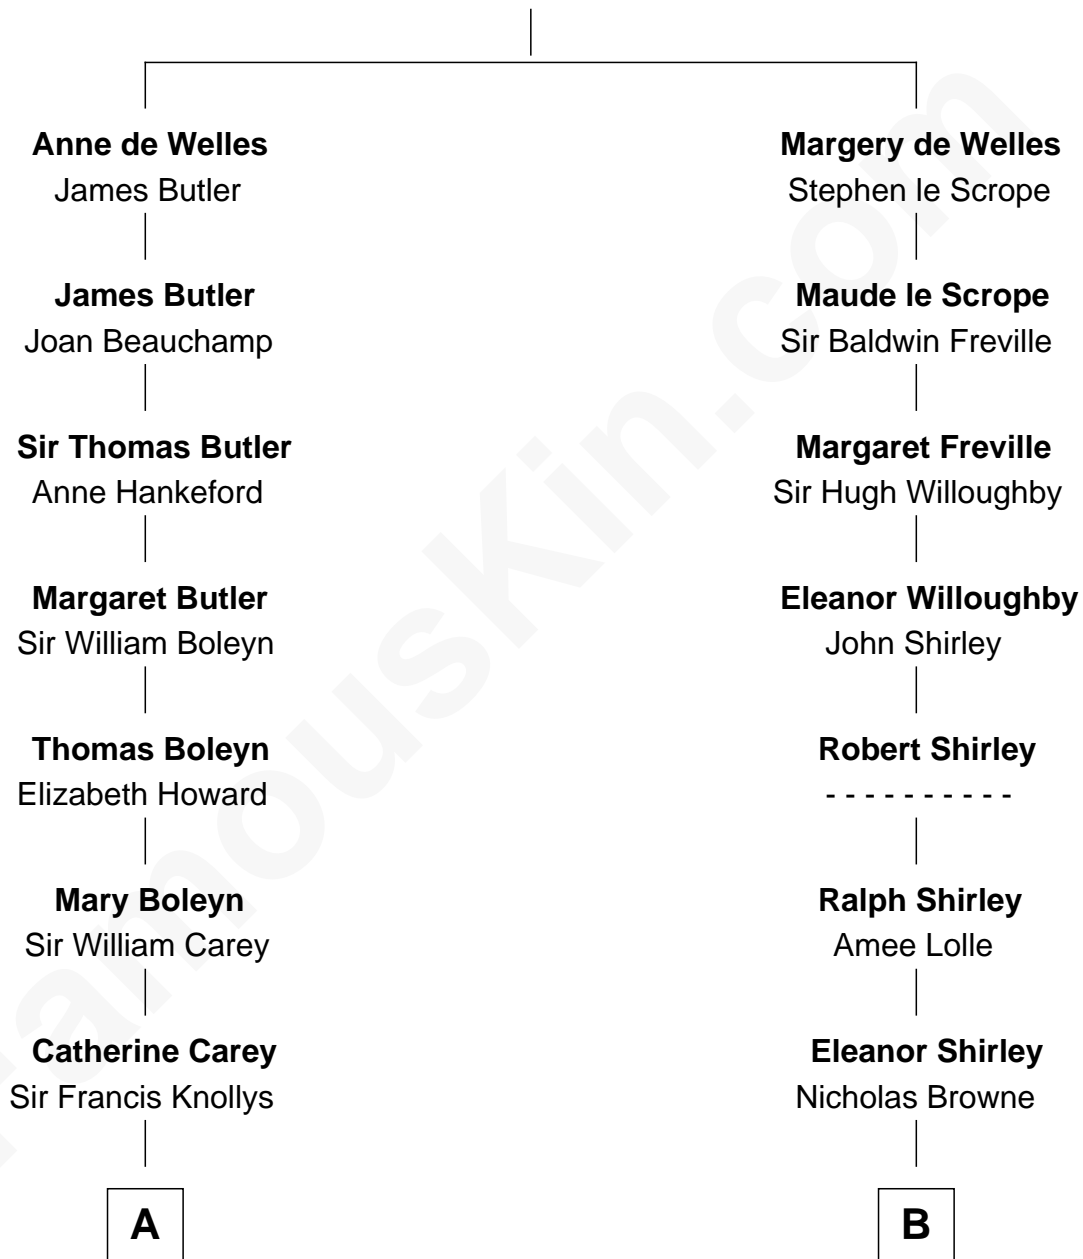 Anne de Welles
James Butler
James Butler
Joan Beauchamp
Sir Thomas Butler
Anne Hankeford
Margaret Butler
Sir William Boleyn
Thomas Boleyn
Elizabeth Howard
Mary Boleyn
Sir William Carey
Catherine Carey
Sir Francis Knollys
A
Margery de Welles
Stephen le Scrope
Maude le Scrope
Sir Baldwin Freville
Margaret Freville
Sir Hugh Willoughby
Eleanor Willoughby
John Shirley
Robert Shirley
- - - - - - - - - -
Ralph Shirley
Amee Lolle
Eleanor Shirley
Nicholas Browne
B
FamousKin.com